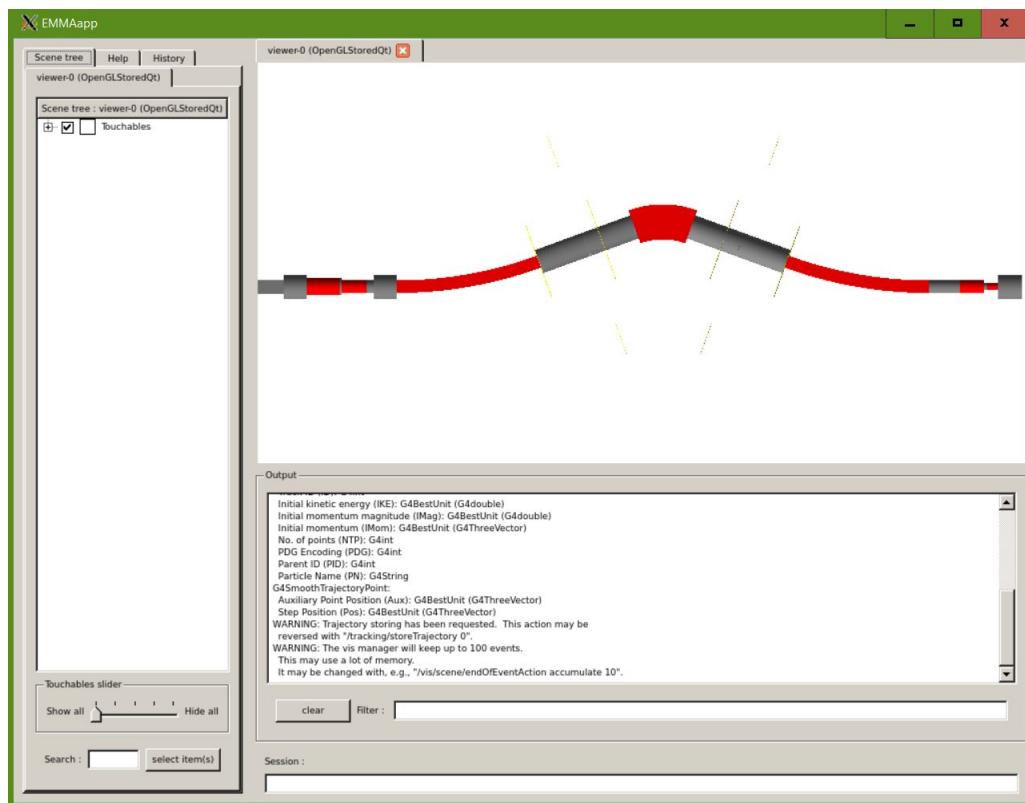 EMMAapp
Scene tree
Help
History
viewer-0 (OpenGLStoredQt)
Scene tree : viewer-0 (OpenGLStoredQt)
Touchables
Touchables slider
Show all
Hide all
Search :
select item(s)
viewer-0 (OpenGLStoredQt)
Output
Initial kinetic energy (IKE): G4BestUnit (G4double)
Initial momentum magnitude (IMag): G4BestUnit (G4double)
Initial momentum (IMom): G4BestUnit (G4ThreeVector)
No. of points (NTP): G4int
PDG Encoding (PDG): G4int
Parent ID (PID): G4int
Particle Name (PN): G4String
G4SmoothTrajectoryPoint:
Auxiliary Point Position (Aux): G4BestUnit (G4ThreeVector)
Step Position (Pos): G4BestUnit (G4ThreeVector)
WARNING: Trajectory storing has been requested.  This action may be
reversed with "/tracking/storeTrajectory 0".
WARNING: The vis manager will keep up to 100 events.
This may use a lot of memory.
It may be changed with, e.g., "/vis/scene/endOfEventAction accumulate 10".
clear
Filter :
Session :